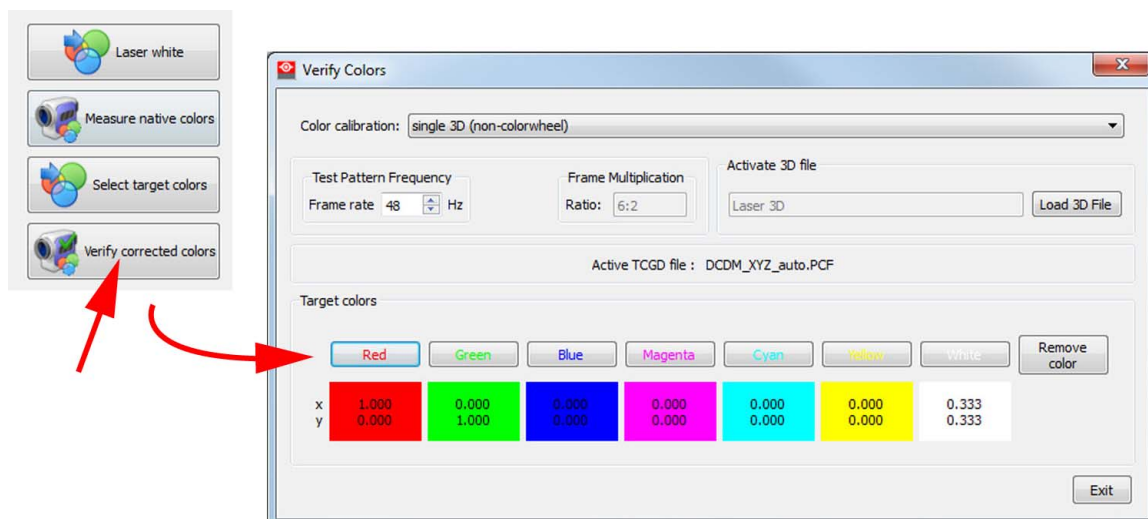 Laser white
Measure native colors
Select target colors
Verify corrected colors
Verify Colors
Color calibration: single 3D (non-colorwheel)
Test Pattern Frequency
Frame rate 48 Hz
Frame Multiplication
Ratio: 6:2
Activate 3D file
Laser 3D Load 3D File
Active TCGD file : DCDM_XYZ_auto.PCF
Target colors
Red Green Blue Magenta Cyan Yellow White Remove color
x 1.000 0.000 0.000 0.000 0.000 0.000 0.333
y 0.000 1.000 0.000 0.000 0.000 0.000 0.333
Exit